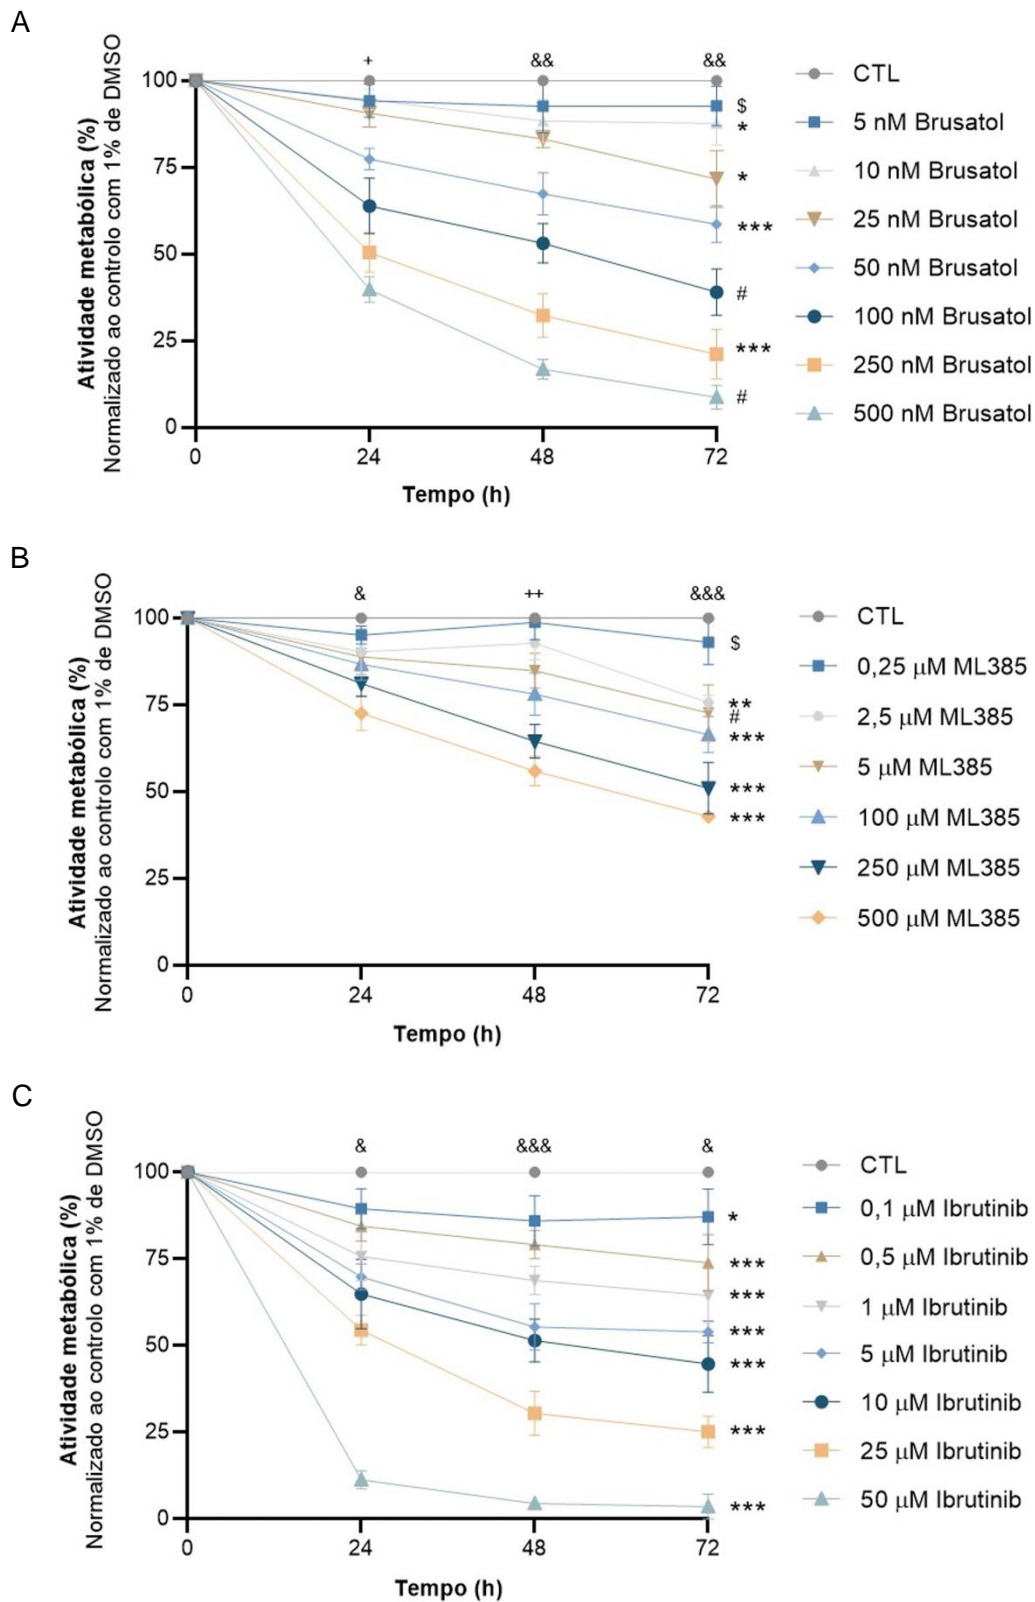 A
Atividade metabólica (%)
Normalizado ao controlo com 1% de DMSO
100
75
50
25
0
+
&&
&&
$
*
*
***
#
***
#
0
24
48
72
Tempo (h)
CTL
5 nM Brusatol
10 nM Brusatol
25 nM Brusatol
50 nM Brusatol
100 nM Brusatol
250 nM Brusatol
500 nM Brusatol
B
Atividade metabólica (%)
Normalizado ao controlo com 1% de DMSO
100
75
50
25
0
&
++
&&&
$
**
#
***
***
***
0
24
48
72
Tempo (h)
CTL
0,25 μM ML385
2,5 μM ML385
5 μM ML385
100 μM ML385
250 μM ML385
500 μM ML385
C
Atividade metabólica (%)
Normalizado ao controlo com 1% de DMSO
100
75
50
25
0
&
&&&
&
*
***
***
***
***
***
***
0
24
48
72
Tempo (h)
CTL
0,1 μM Ibrutinib
0,5 μM Ibrutinib
1 μM Ibrutinib
5 μM Ibrutinib
10 μM Ibrutinib
25 μM Ibrutinib
50 μM Ibrutinib